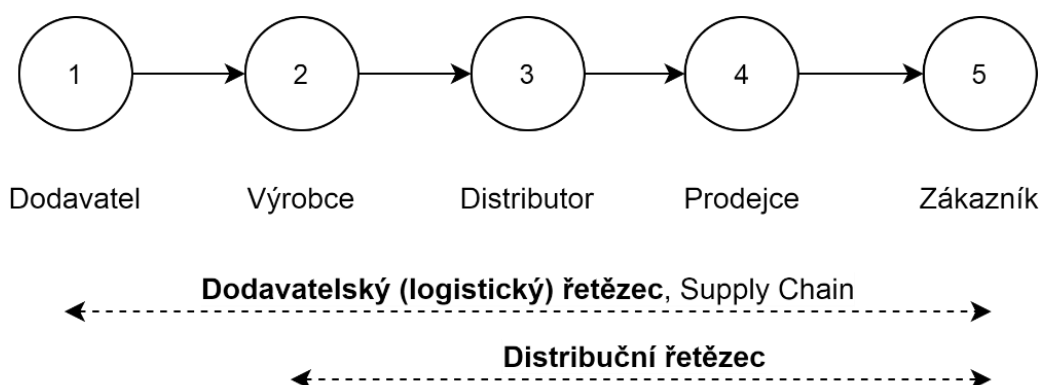 1 2 3 4 5
Dodavatel Výrobce Distributor Prodejce Zákazník
Dodavatelský (logistický) řetězec, Supply Chain
Distribuční řetězec